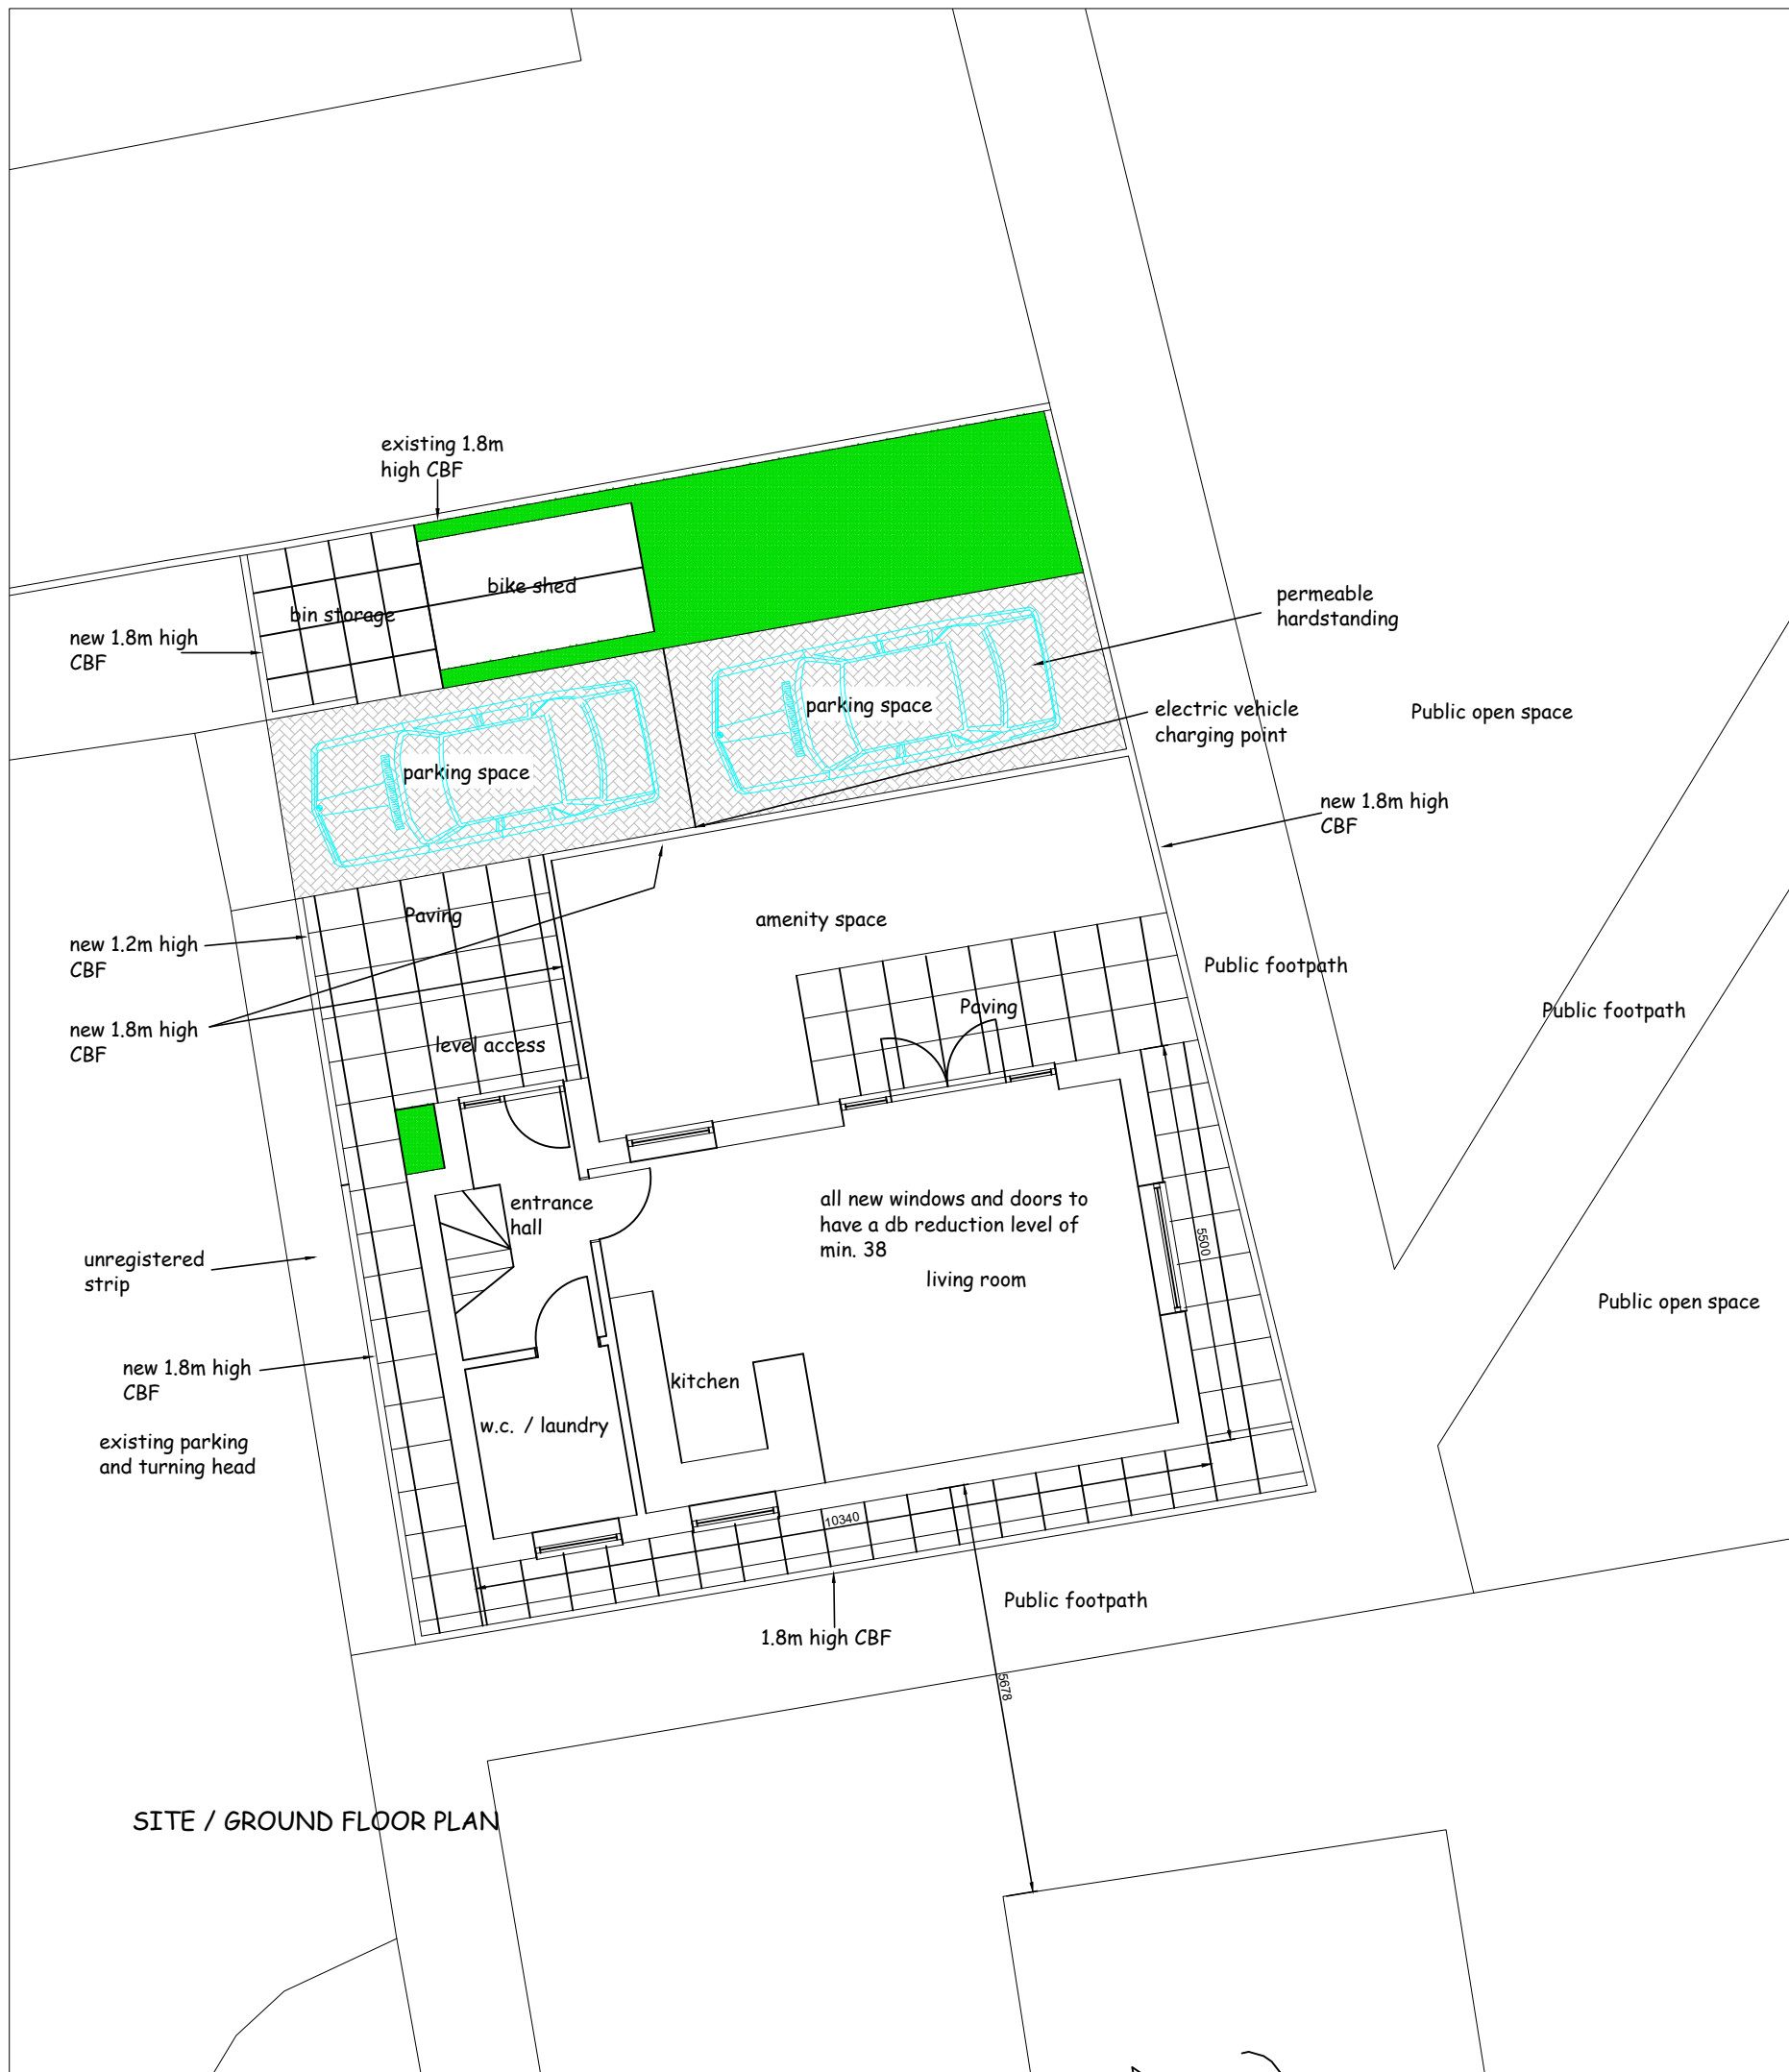 existing 1.8m
high CBF
bike shed
bin storage
permeable
hardstanding
new 1.8m high
CBF
parking space
electric vehicle
charging point
Public open space
parking space
new 1.8m high
CBF
Paving
amenity space
new 1.2m high
CBF
Public footpath
Paving
Public footpath
new 1.8m high
CBF
level access
all new windows and doors to
have a db reduction level of
min. 38
entrance
hall
5500
unregistered
strip
living room
Public open space
new 1.8m high
CBF
kitchen
w.c. / laundry
existing parking
and turning head
10340
Public footpath
1.8m high CBF
5678
SITE / GROUND FLOOR PLAN